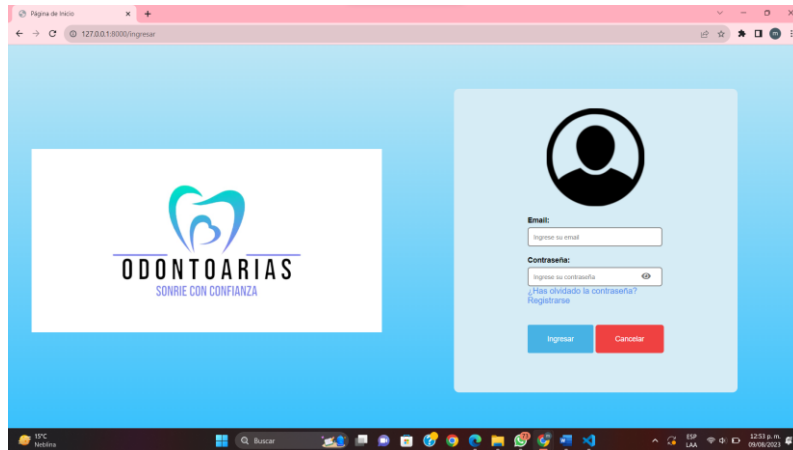 Página de Inicio
127.0.0.1:8000/ingresar
m
ODONTOARIAS
SONRIE CON CONFIANZA
Email:
Ingrese su email
Contraseña:
Ingrese su contraseña
¿Has olvidado la contraseña?
Registrarse
Ingresar
Cancelar
15°C
Neblina
Buscar
ESP
LAA
12:53 p. m.
09/08/2023